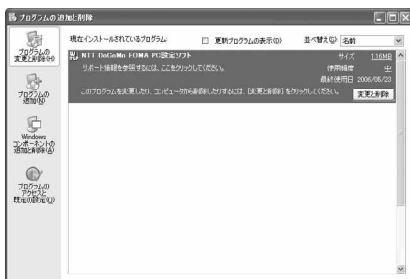 プログラムの追加と削除
プログラムの
変更と削除(H)
現在インストールされているプログラム:
更新プログラムの表示(D)
並べ替え(S):
名前
NTT DoCoMo FOMA PC設定ソフト
サイズ
1.16MB
サポート情報を参照するには、ここをクリックしてください。
使用頻度
中
最終使用日
2006/05/23
このプログラムを変更したり、コンピュータから削除したりするには、[変更と削除] をクリックしてください。
変更と削除
プログラムの
追加(N)
Windows
コンポーネントの
追加と削除(A)
プログラムの
アクセスと
既定の設定(O)